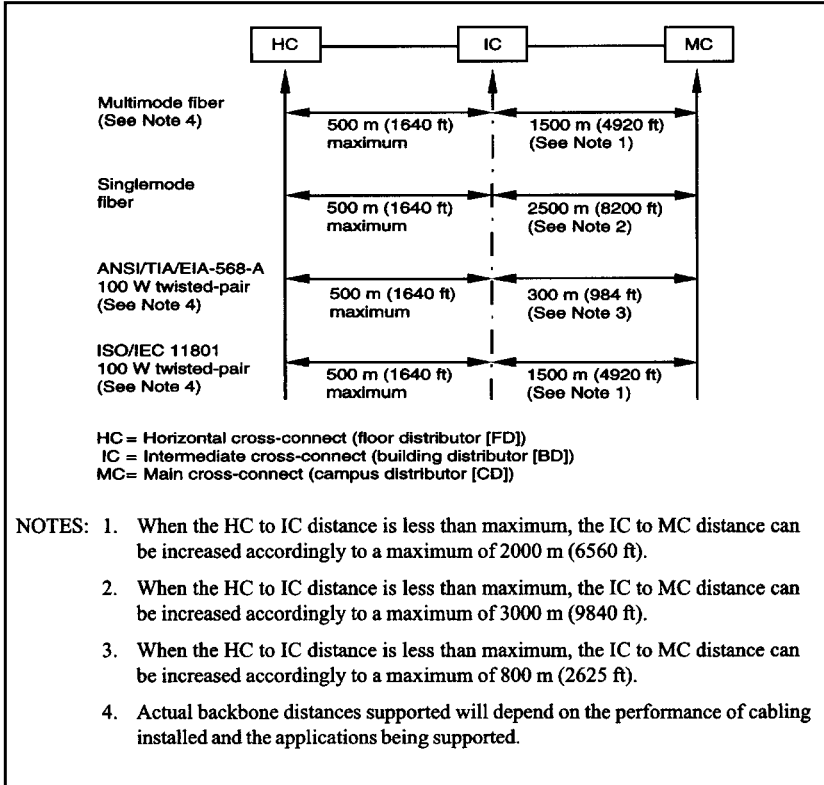 HC IC MC
Multimode fiber
(See Note 4)
500 m (1640 ft)
maximum
1500 m (4920 ft)
(See Note 1)
Singlemode
fiber
500 m (1640 ft)
maximum
2500 m (8200 ft)
(See Note 2)
ANSI/TIA/EIA-568-A
100 W twisted-pair
(See Note 4)
500 m (1640 ft)
maximum
300 m (984 ft)
(See Note 3)
ISO/IEC 11801
100 W twisted-pair
(See Note 4)
500 m (1640 ft)
maximum
1500 m (4920 ft)
(See Note 1)
HC = Horizontal cross-connect (floor distributor [FD])
IC = Intermediate cross-connect (building distributor [BD])
MC= Main cross-connect (campus distributor [CD])
NOTES: 1. When the HC to IC distance is less than maximum, the IC to MC distance can
be increased accordingly to a maximum of 2000 m (6560 ft).
2. When the HC to IC distance is less than maximum, the IC to MC distance can
be increased accordingly to a maximum of 3000 m (9840 ft).
3. When the HC to IC distance is less than maximum, the IC to MC distance can
be increased accordingly to a maximum of 800 m (2625 ft).
4. Actual backbone distances supported will depend on the performance of cabling
installed and the applications being supported.